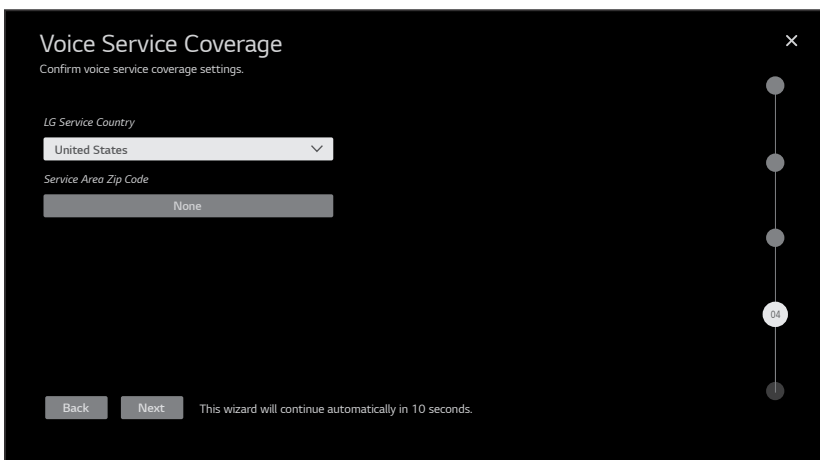 Voice Service Coverage
Confirm voice service coverage settings.
LG Service Country
United States
Service Area Zip Code
None
04
Back
Next
This wizard will continue automatically in 10 seconds.